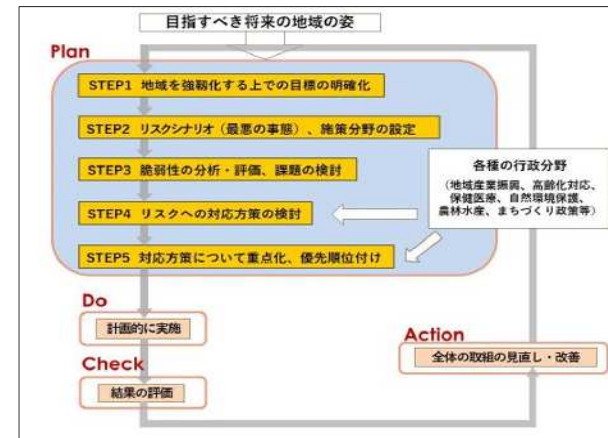 目指すべき将来の地域の姿
Plan
STEP1 地域を強靱化する上での目標の明確化
STEP2 リスクシナリオ（最悪の事態）、施策分野の設定
STEP3 脆弱性の分析・評価、課題の検討
各種の行政分野
（地域産業振興、高齢化対応、
保健医療、自然環境保護、
農林水産、まちづくり政策等）
STEP4 リスクへの対応方策の検討
STEP5 対応方策について重点化、優先順位付け
Do
計画的に実施
Action
全体の取組の見直し・改善
Check
結果の評価